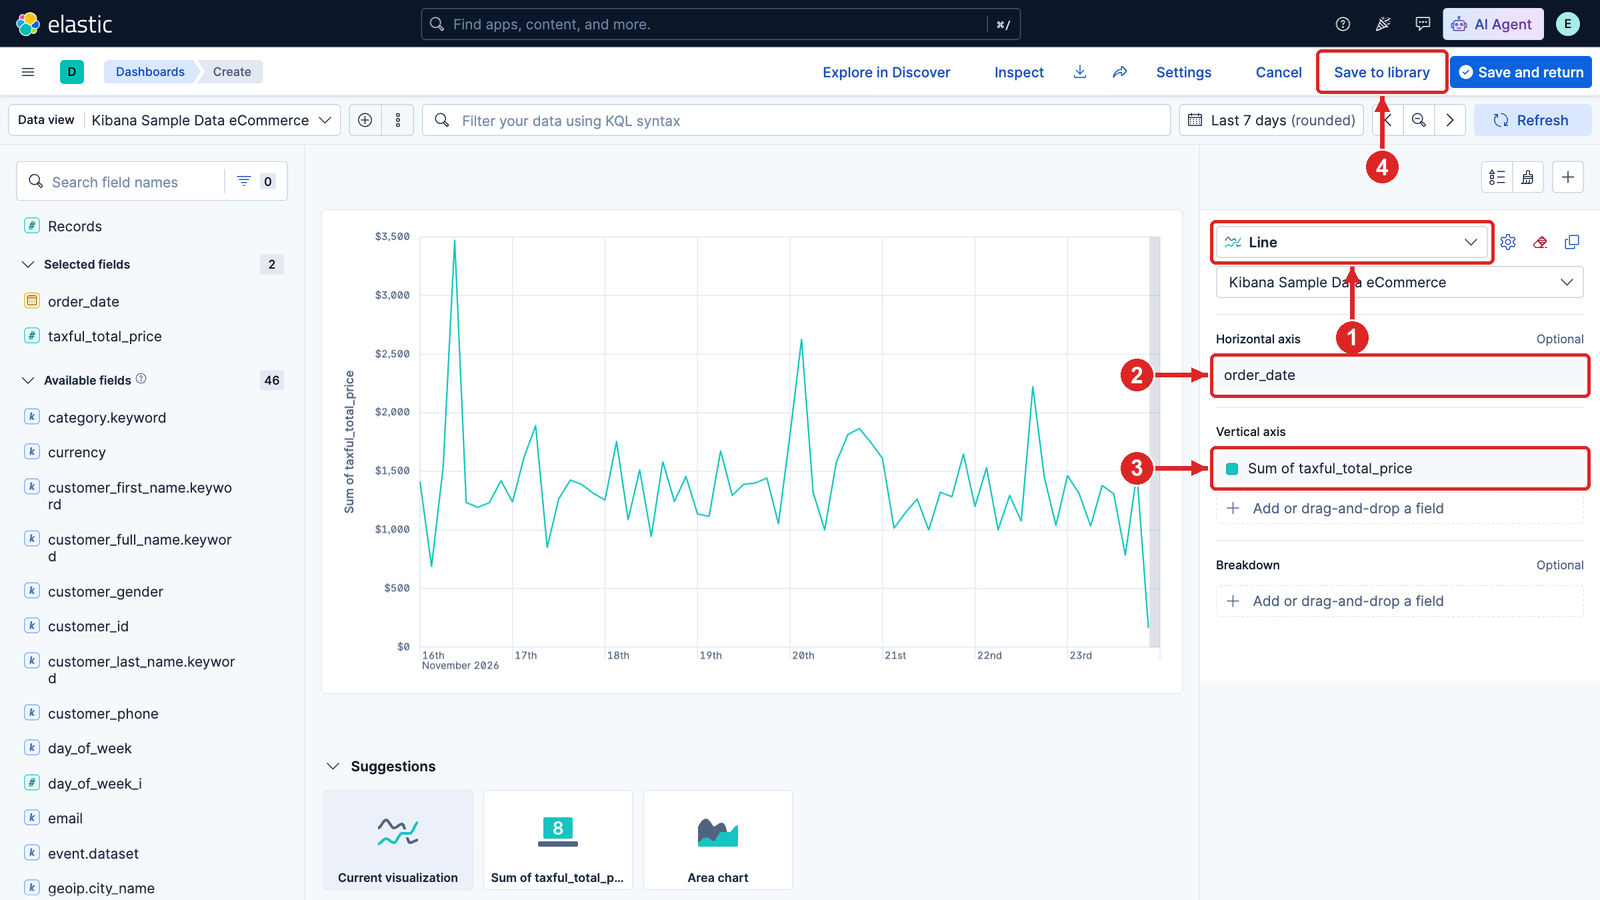 elastic
Find apps, content, and more.
⌘/
AI Agent
E
D
Dashboards
Create
Explore in Discover
Inspect
Settings
Cancel
Save to library
Save and return
Data view
Kibana Sample Data eCommerce
Filter your data using KQL syntax
Last 7 days (rounded)
Refresh
4
Search field names
0
Records
Selected fields
2
order_date
taxful_total_price
Available fields
46
category.keyword
currency
customer_first_name.keywo
rd
customer_full_name.keywor
d
customer_gender
customer_id
customer_last_name.keywor
d
customer_phone
day_of_week
day_of_week_i
email
event.dataset
geoip.city_name
Sum of taxful_total_price
$3,500
$3,000
$2,500
$2,000
$1,500
$1,000
$500
$0
16th
17th
18th
19th
20th
21st
22nd
23rd
November 2026
Suggestions
Current visualization
8
Sum of taxful_total_p...
Area chart
Line
Kibana Sample Data eCommerce
1
Horizontal axis
Optional
2
order_date
Vertical axis
3
Sum of taxful_total_price
Add or drag-and-drop a field
Breakdown
Optional
Add or drag-and-drop a field